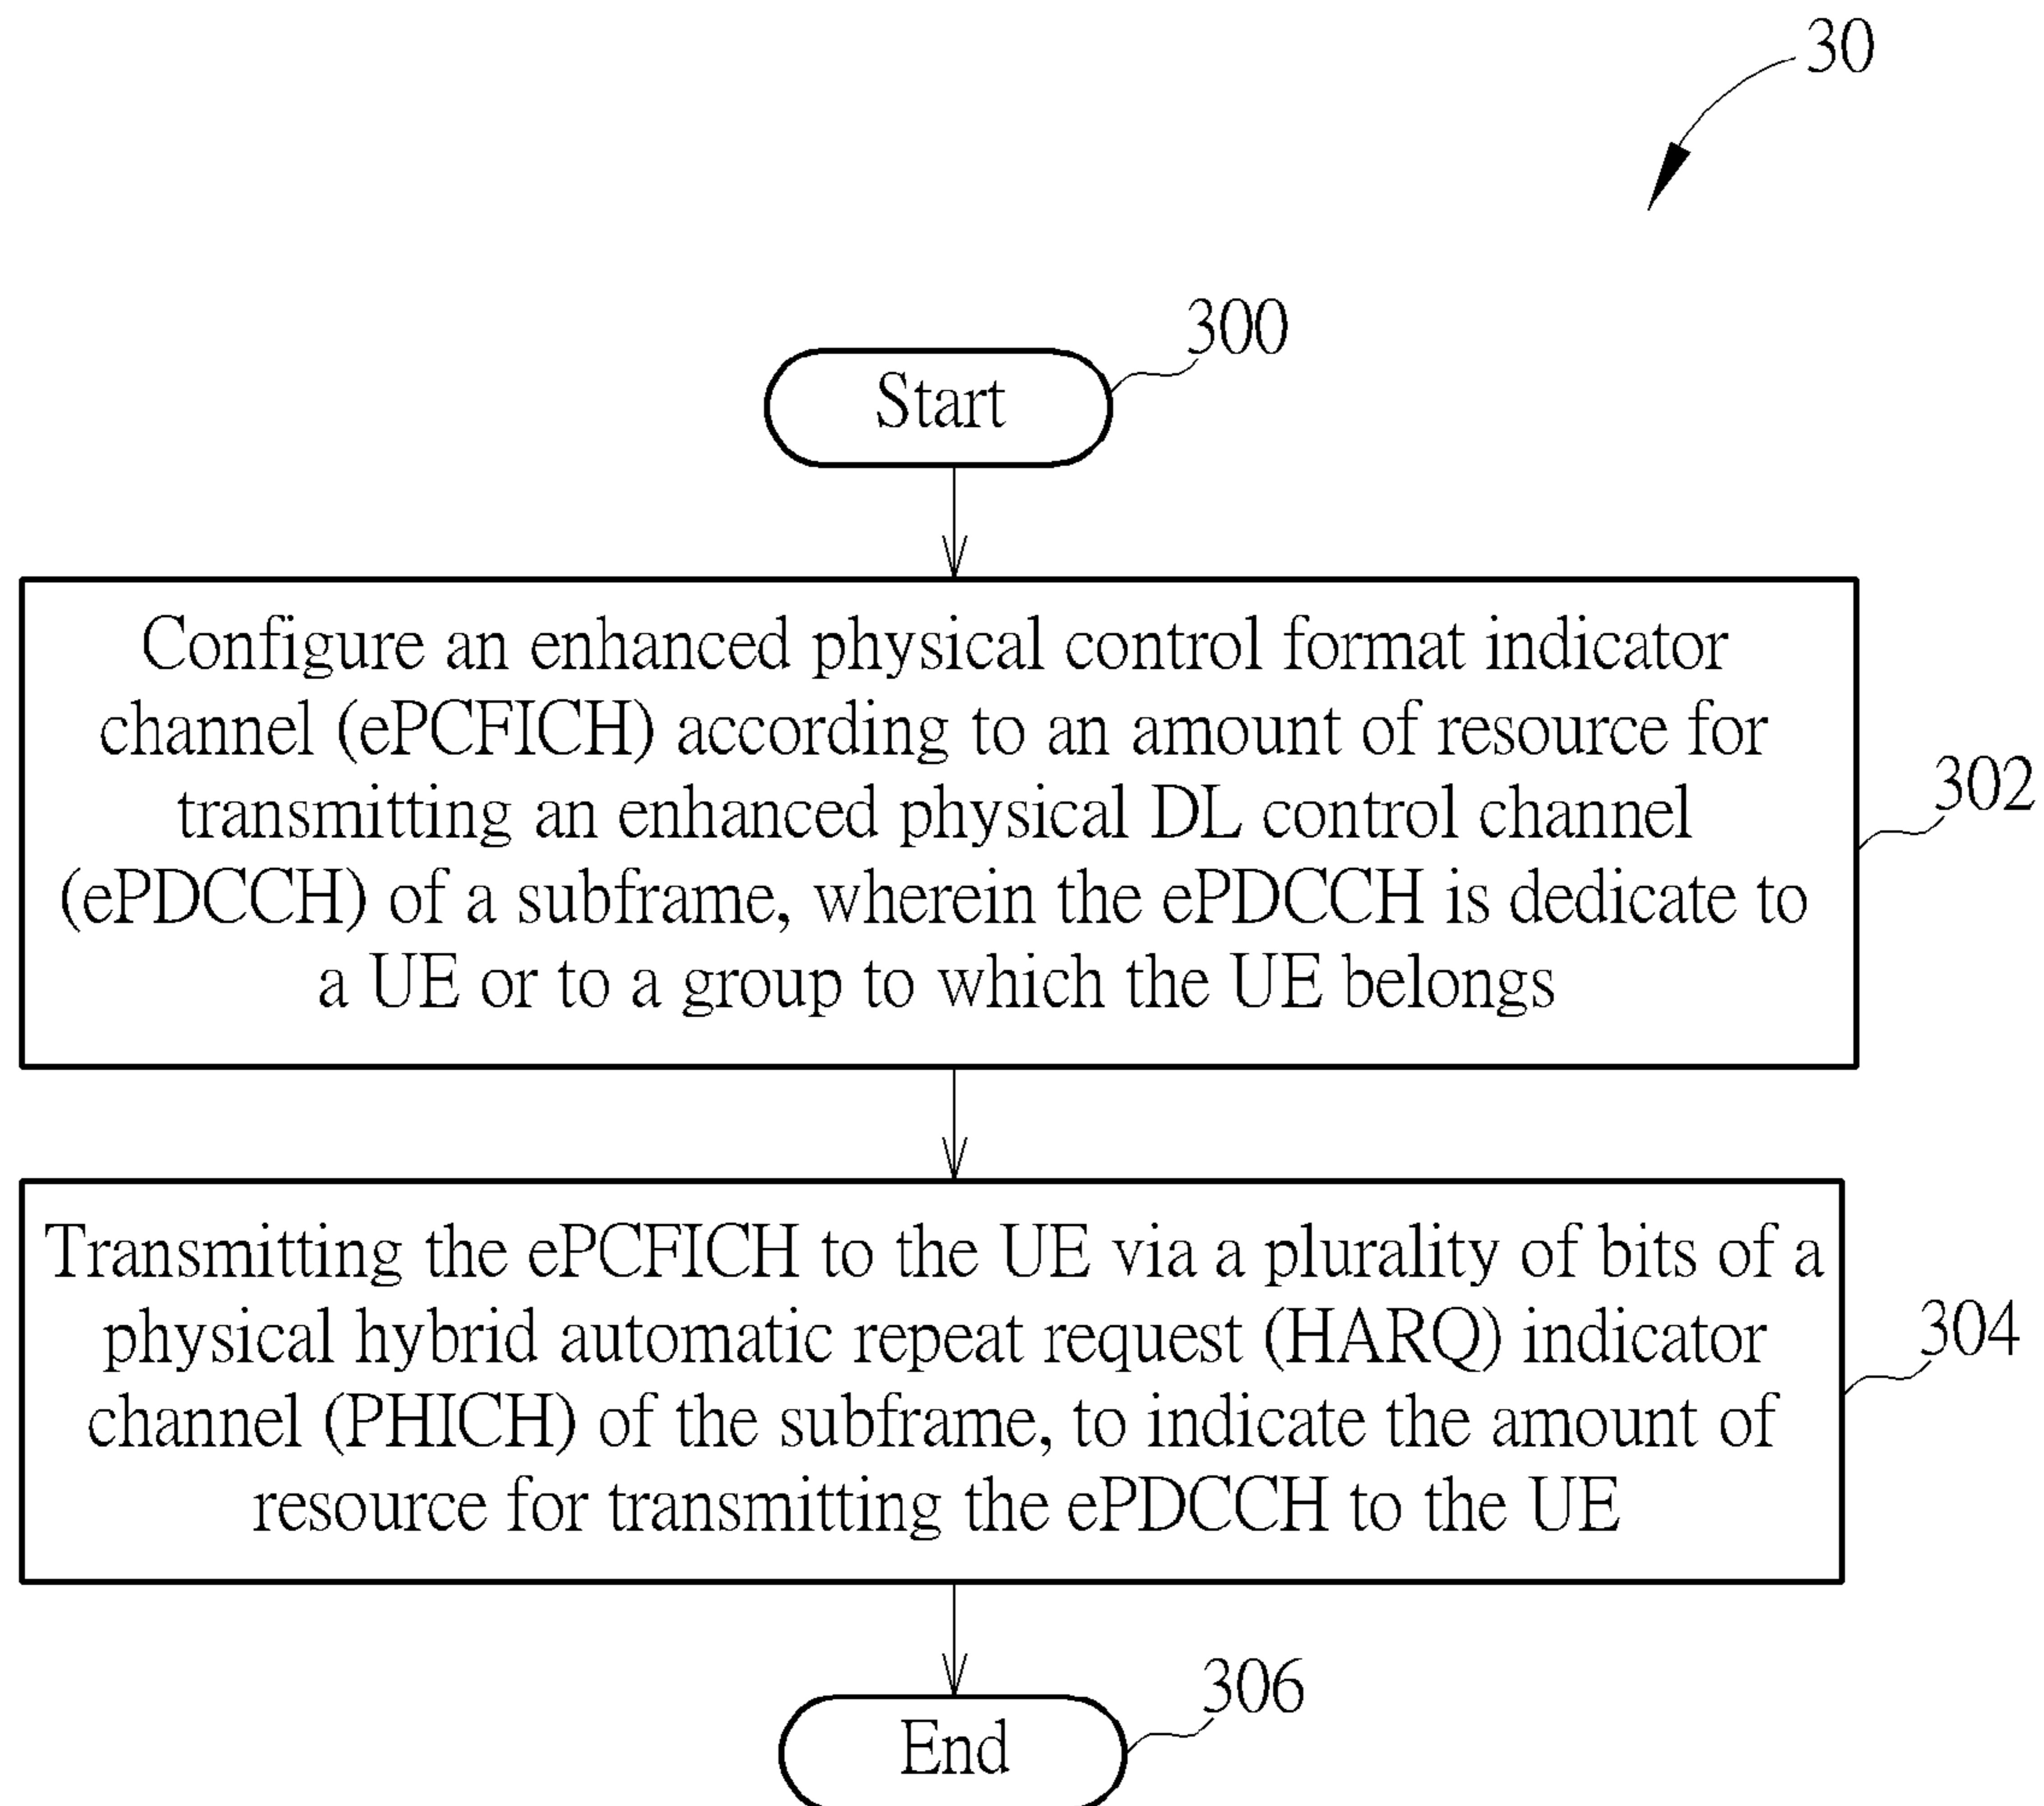 30
300
Start
Configure an enhanced physical control format indicator
channel (ePCFICH) according to an amount of resource for
transmitting an enhanced physical DL control channel
(ePDCCH) of a subframe, wherein the ePDCCH is dedicate to
a UE or to a group to which the UE belongs
302
Transmitting the ePCFICH to the UE via a plurality of bits of a
physical hybrid automatic repeat request (HARQ) indicator
channel (PHICH) of the subframe, to indicate the amount of
resource for transmitting the ePDCCH to the UE
304
306
End